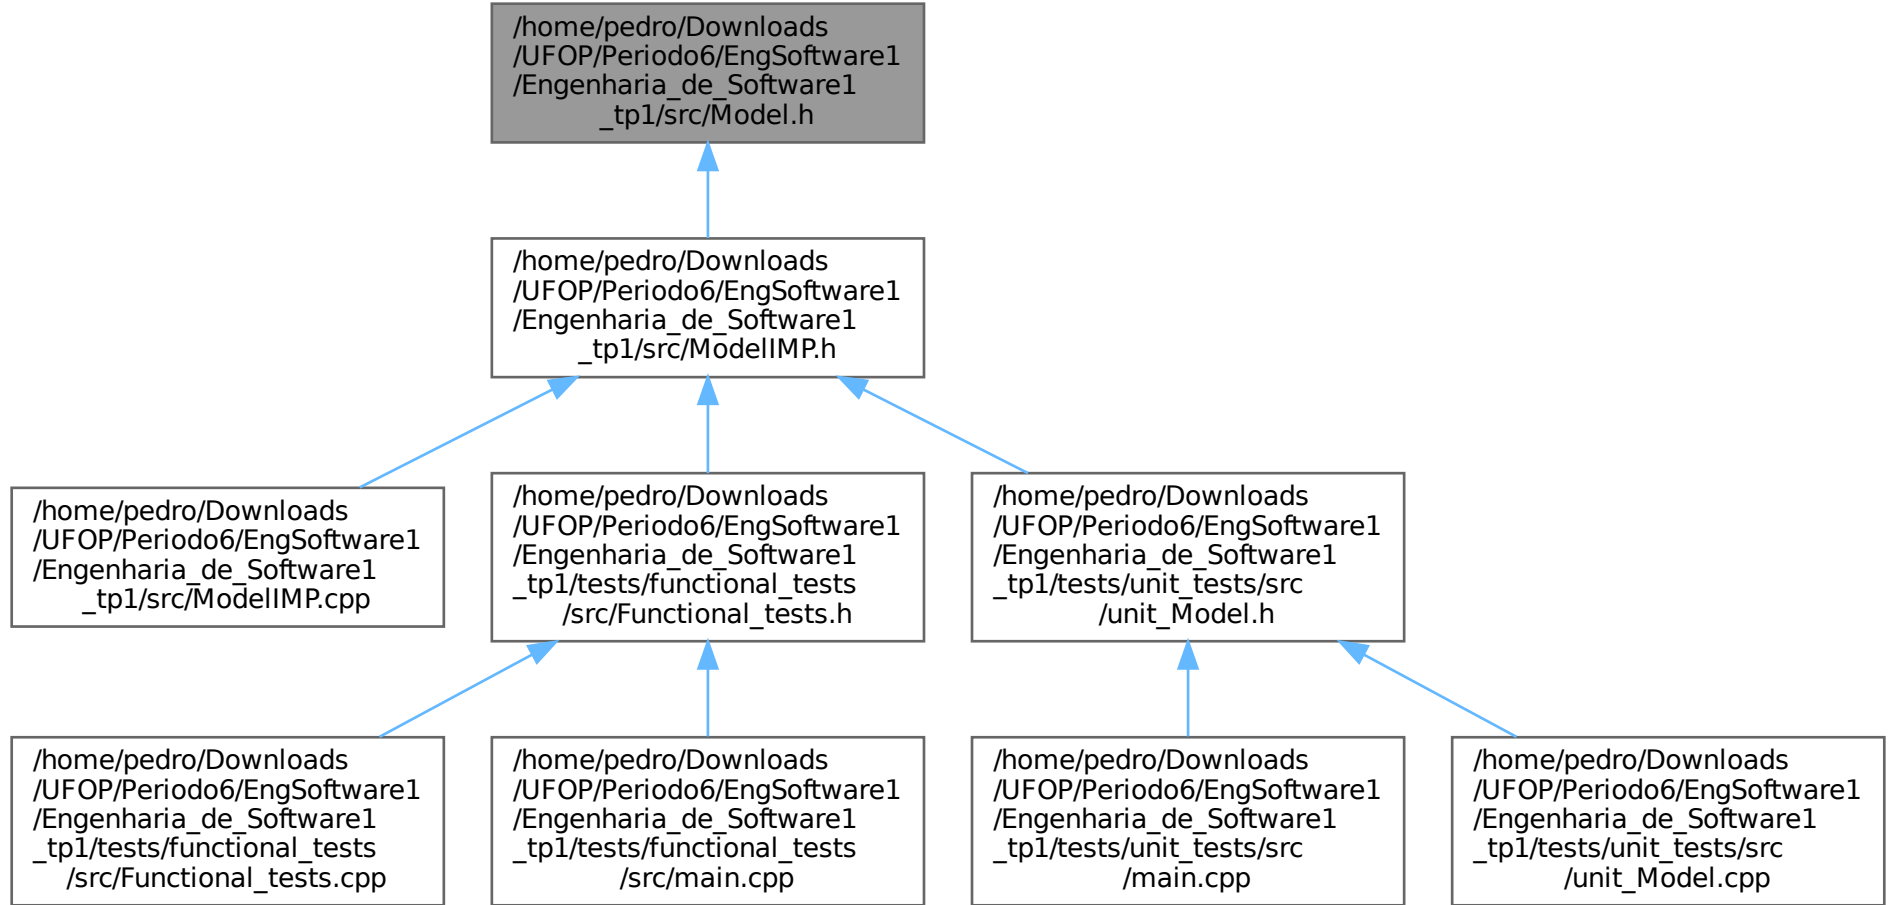 /home/pedro/Downloads
/UFOP/Periodo6/EngSoftware1
/Engenharia_de_Software1
_tp1/src/Model.h
/home/pedro/Downloads
/UFOP/Periodo6/EngSoftware1
/Engenharia_de_Software1
_tp1/src/ModelIMP.h
/home/pedro/Downloads
/UFOP/Periodo6/EngSoftware1
/Engenharia_de_Software1
_tp1/src/ModelIMP.cpp
/home/pedro/Downloads
/UFOP/Periodo6/EngSoftware1
/Engenharia_de_Software1
_tp1/tests/functional_tests
/src/Functional_tests.h
/home/pedro/Downloads
/UFOP/Periodo6/EngSoftware1
/Engenharia_de_Software1
_tp1/tests/unit_tests/src
/unit_Model.h
/home/pedro/Downloads
/UFOP/Periodo6/EngSoftware1
/Engenharia_de_Software1
_tp1/tests/functional_tests
/src/Functional_tests.cpp
/home/pedro/Downloads
/UFOP/Periodo6/EngSoftware1
/Engenharia_de_Software1
_tp1/tests/functional_tests
/src/main.cpp
/home/pedro/Downloads
/UFOP/Periodo6/EngSoftware1
/Engenharia_de_Software1
_tp1/tests/unit_tests/src
/main.cpp
/home/pedro/Downloads
/UFOP/Periodo6/EngSoftware1
/Engenharia_de_Software1
_tp1/tests/unit_tests/src
/unit_Model.cpp